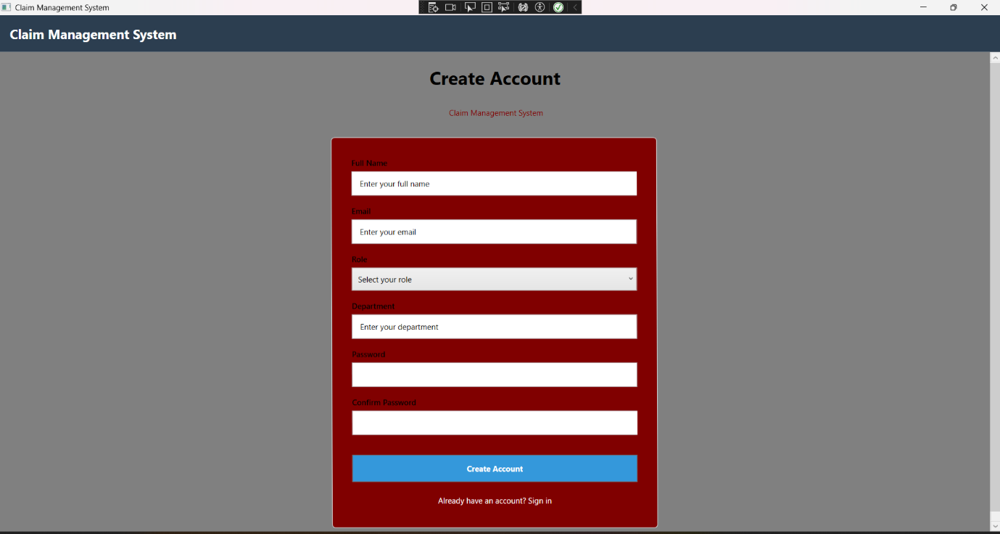 Claim Management System
Claim Management System
Create Account
Claim Management System
Full Name
Enter your full name
Email
Enter your email
Role
Select your role
Department
Enter your department
Password
Confirm Password
Create Account
Already have an account? Sign in